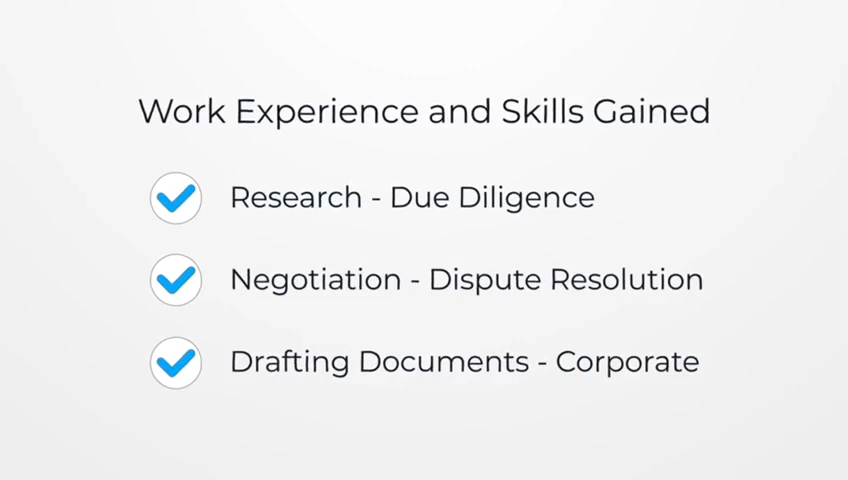 Work Experience and Skills Gained
Research - Due Diligence
Negotiation - Dispute Resolution
Drafting Documents - Corporate